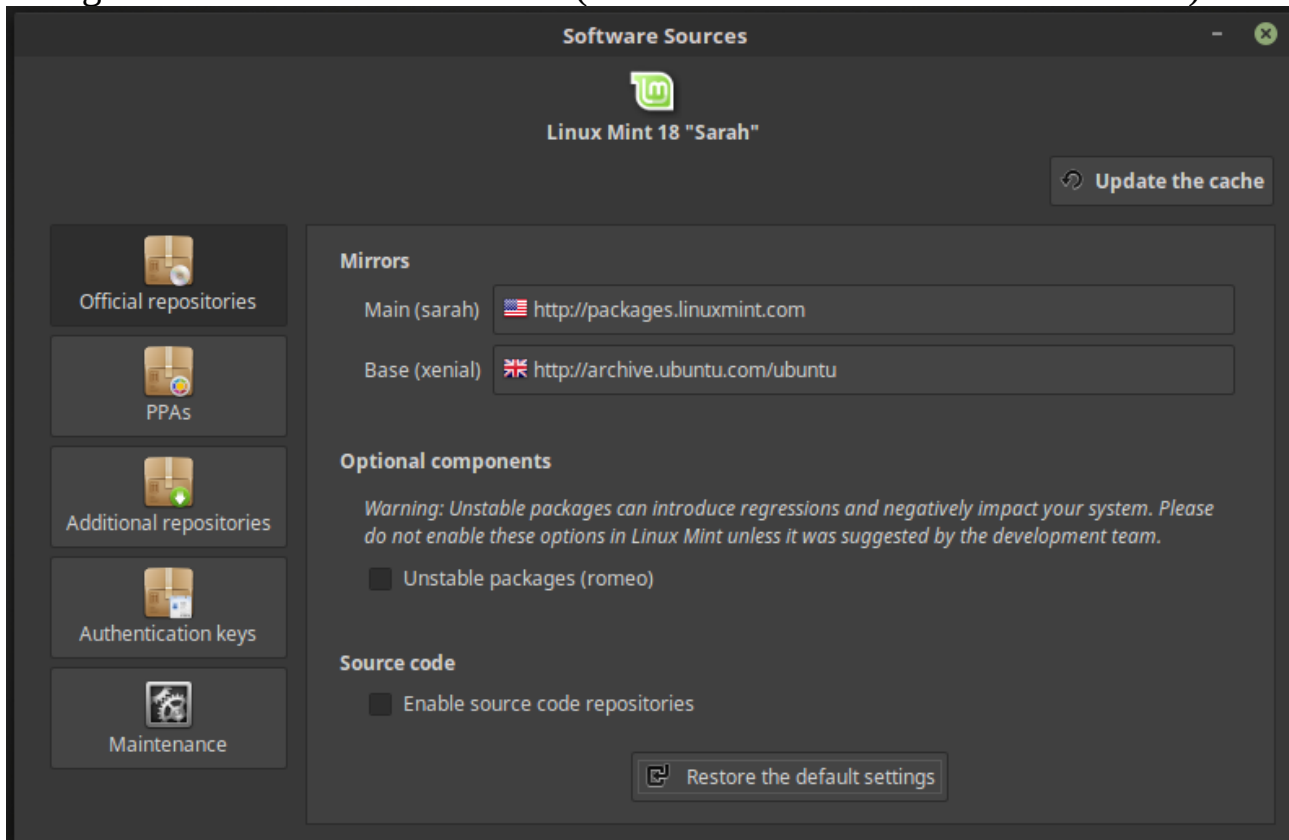 Software Sources
Linux Mint 18 "Sarah"
Update the cache
Official repositories
PPAs
Additional repositories
Authentication keys
Maintenance
Mirrors
Main (sarah) http://packages.linuxmint.com
Base (xenial) http://archive.ubuntu.com/ubuntu
Optional components
Warning: Unstable packages can introduce regressions and negatively impact your system. Please
do not enable these options in Linux Mint unless it was suggested by the development team.
Unstable packages (romeo)
Source code
Enable source code repositories
Restore the default settings